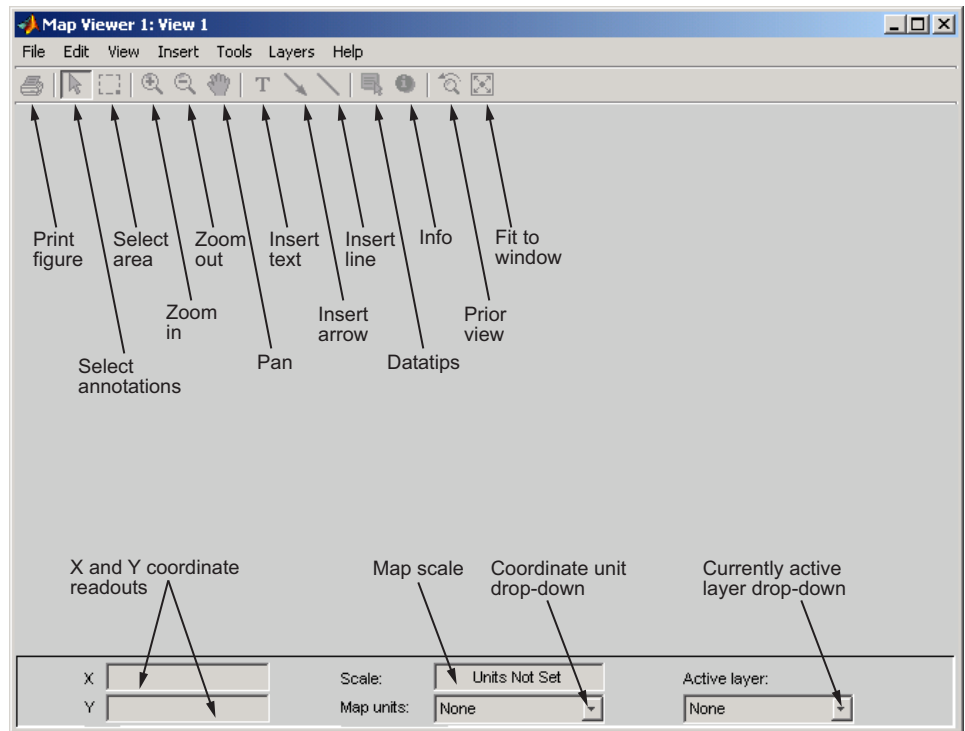 Map Viewer 1: View 1
File Edit View Insert Tools Layers Help
T
Print
figure
Select
area
Zoom
out
Insert
text
Insert
line
Info
Fit to
window
Zoom
in
Insert
arrow
Prior
view
Select
annotations
Pan
Datatips
X and Y coordinate
readouts
Map scale
Coordinate unit
drop-down
Currently active
layer drop-down
X
Scale:
Units Not Set
Active layer:
Y
Map units:
None
None